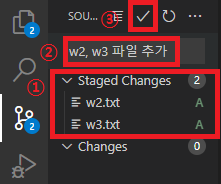 SOU...
③
②
w2, w3 파일 추가
①
Staged Changes 2
w2.txt A
w3.txt A
Changes 0
2
2